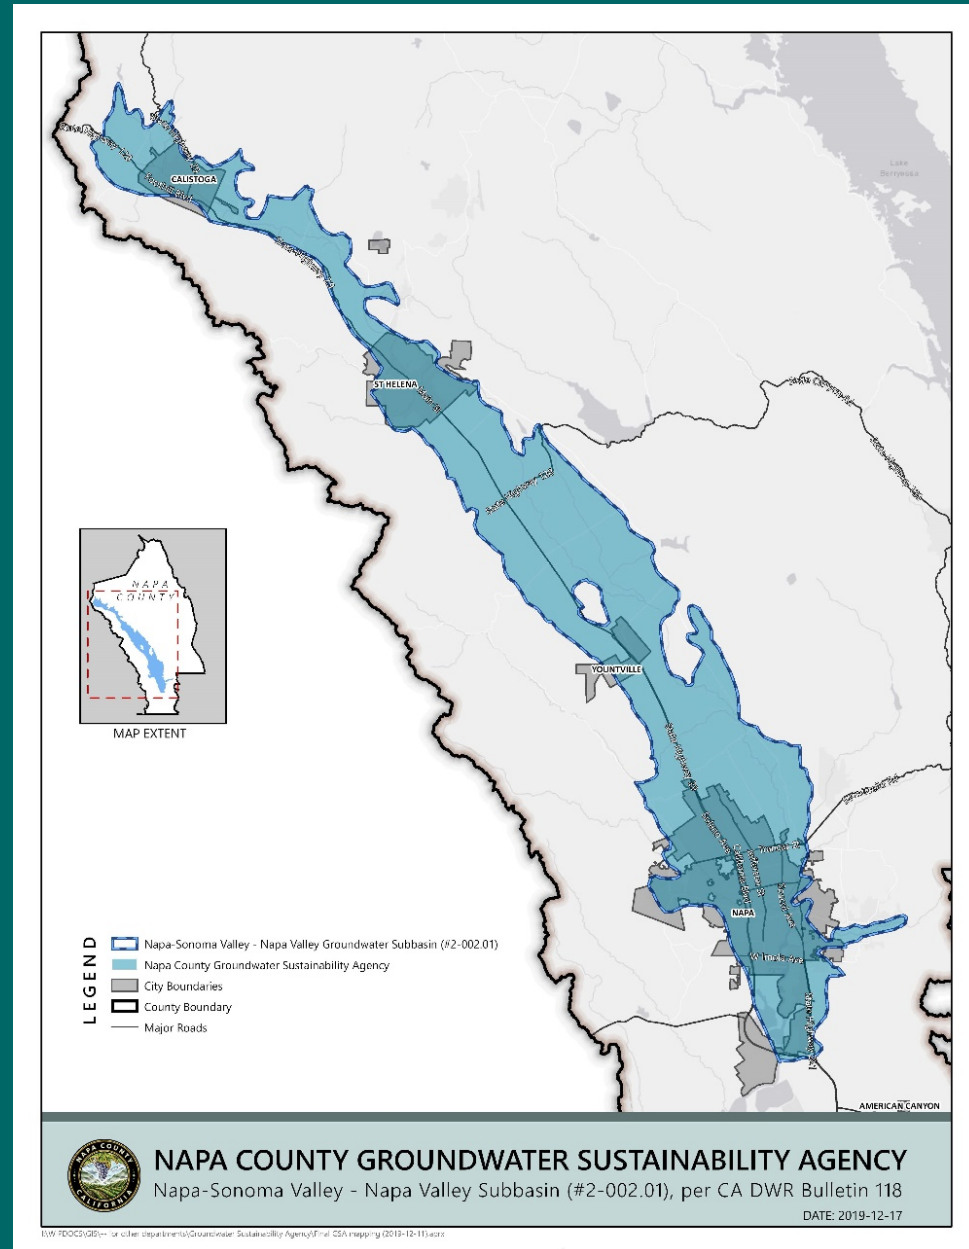 Lake
Berryessa
CALISTOGA
ST HELENA
YOUNTVILLE
NAPA
AMERICAN CANYON
NAPA
COUNTY
MAP EXTENT
LEGEND
Napa-Sonoma Valley - Napa Valley Groundwater Subbasin (#2-002.01)
Napa County Groundwater Sustainability Agency
City Boundaries
County Boundary
Major Roads
NAPA COUNTY
CALIFORNIA
NAPA COUNTY GROUNDWATER SUSTAINABILITY AGENCY
Napa-Sonoma Valley - Napa Valley Subbasin (#2-002.01), per CA DWR Bulletin 118
DATE: 2019-12-17